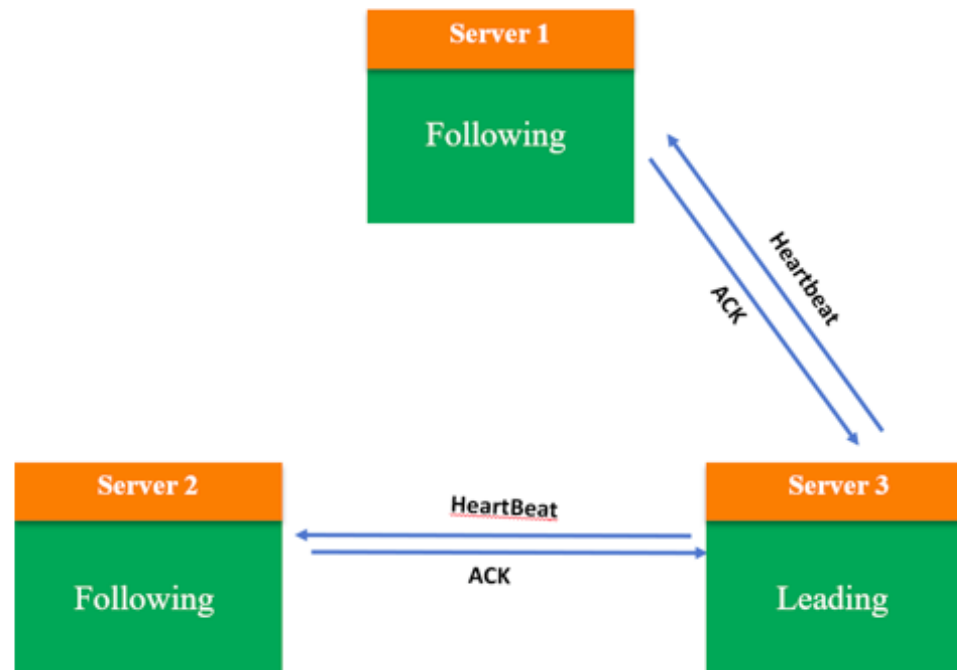 Server 1
Following
Heartbeat
ACK
Server 2
Following
HeartBeat
ACK
Server 3
Leading